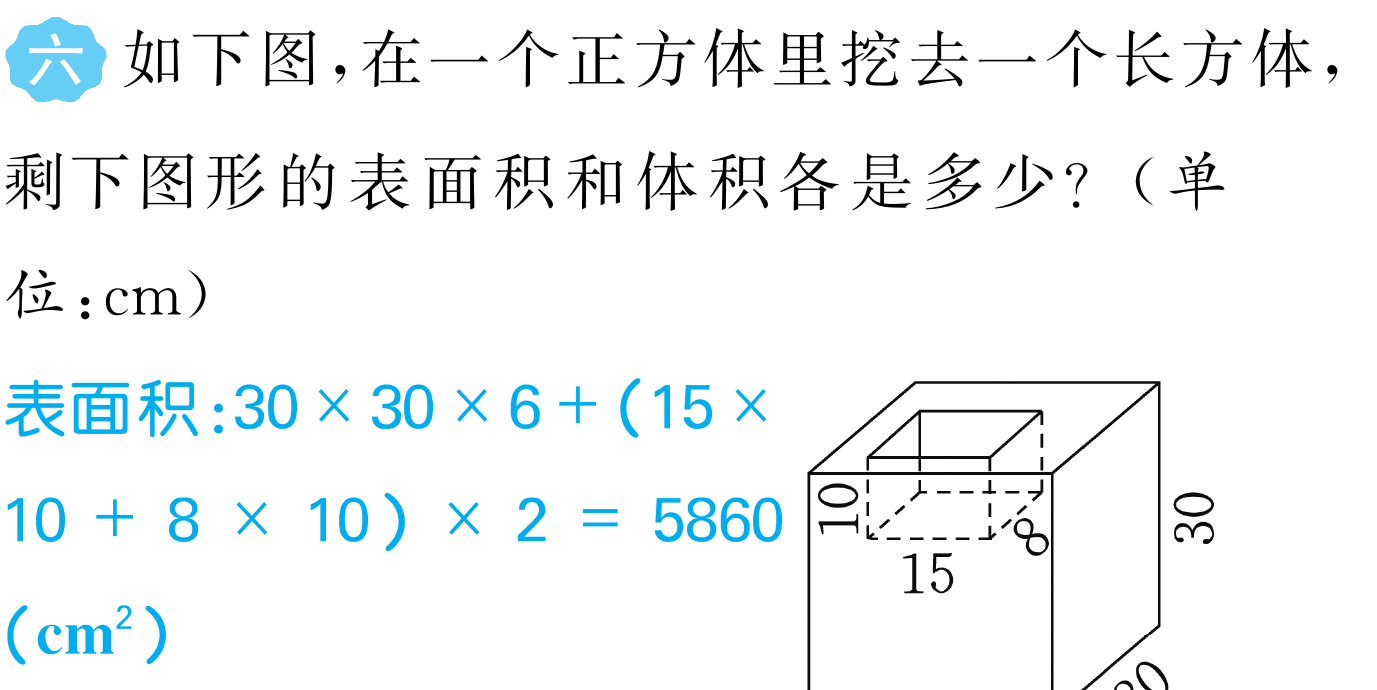 六 如下图,在一个正方体里挖去一个长方体,
剩下图形的表面积和体积各是多少?(单
位:cm)
表面积:30×30×6+(15×
10+8×10)×2=5860
(cm²)
10
8
15
30